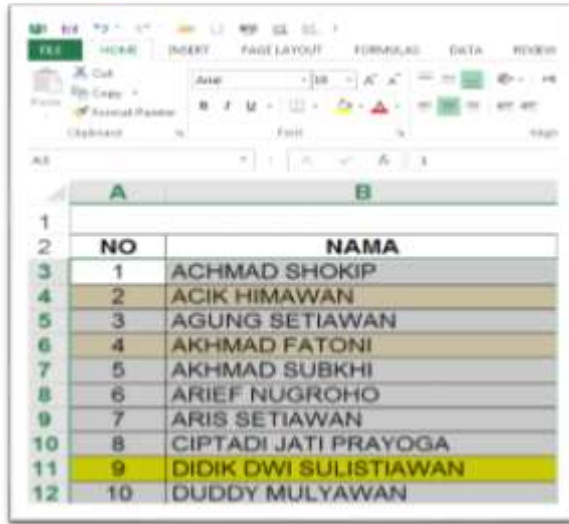 FILE HOME INSERT PAGE LAYOUT FORMULAS DATA REVIEW
Cut
Arial 10
Paste
Copy
Format Painter
B I U
Clipboard Font
A3 1
A B
1
2 NO NAMA
3 1 ACHMAD SHOKIP
4 2 ACIK HIMAWAN
5 3 AGUNG SETIAWAN
6 4 AKHMAD FATONI
7 5 AKHMAD SUBKHI
8 6 ARIEF NUGROHO
9 7 ARIS SETIAWAN
10 8 CIPTADI JATI PRAYOGA
11 9 DIDIK DWI SULISTIAWAN
12 10 DUDDY MULYAWAN